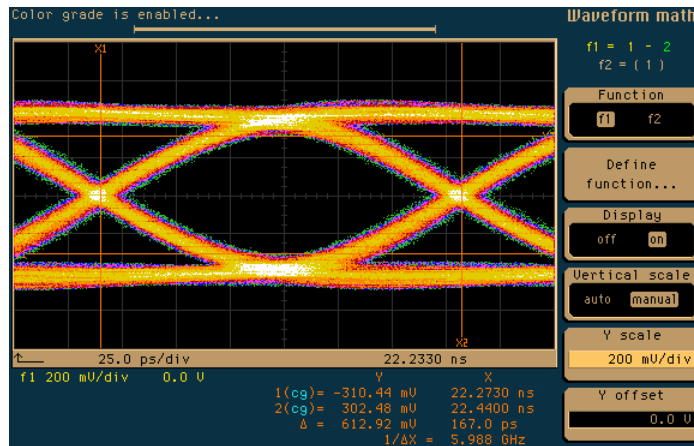 Color grade is enabled...
Waveform math
f1 = 1 - 2
f2 = ( 1 )
Function
f1 f2
Define
function...
Display
off on
Vertical scale
auto manual
Y scale
200 mV/div
Y offset
0.0 V
X1
X2
25.0 ps/div 22.2330 ns
f1 200 mV/div 0.0 V
Y X
1(cg)= -310.44 mV 22.2730 ns
2(cg)= 302.48 mV 22.4400 ns
Δ = 612.92 mV 167.0 ps
1/ΔX = 5.988 GHz